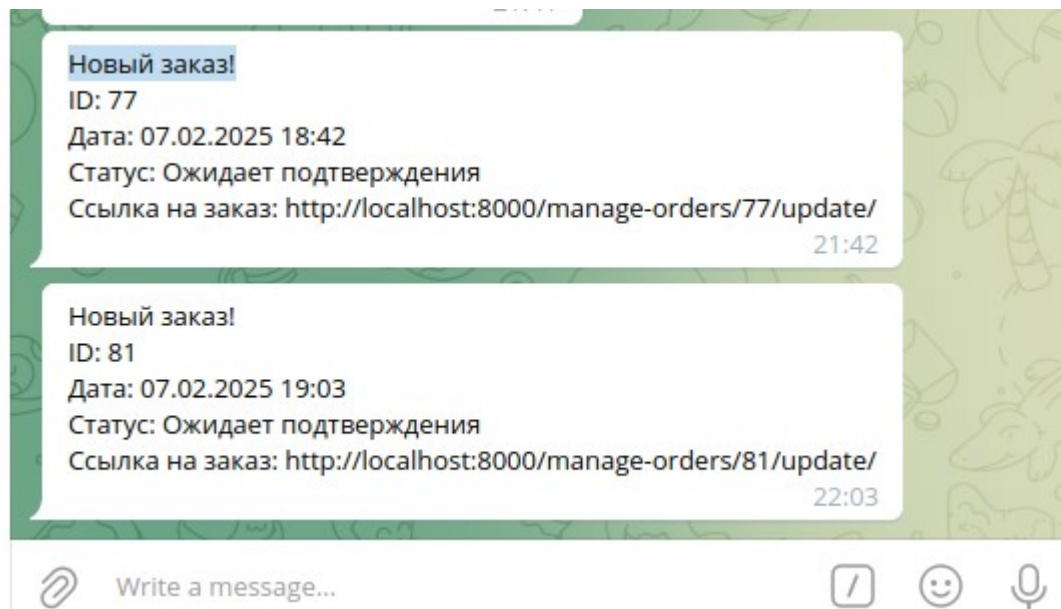 Новый заказ!
ID: 77
Дата: 07.02.2025 18:42
Статус: Ожидает подтверждения
Ссылка на заказ: http://localhost:8000/manage-orders/77/update/
21:42
Новый заказ!
ID: 81
Дата: 07.02.2025 19:03
Статус: Ожидает подтверждения
Ссылка на заказ: http://localhost:8000/manage-orders/81/update/
22:03
Write a message...